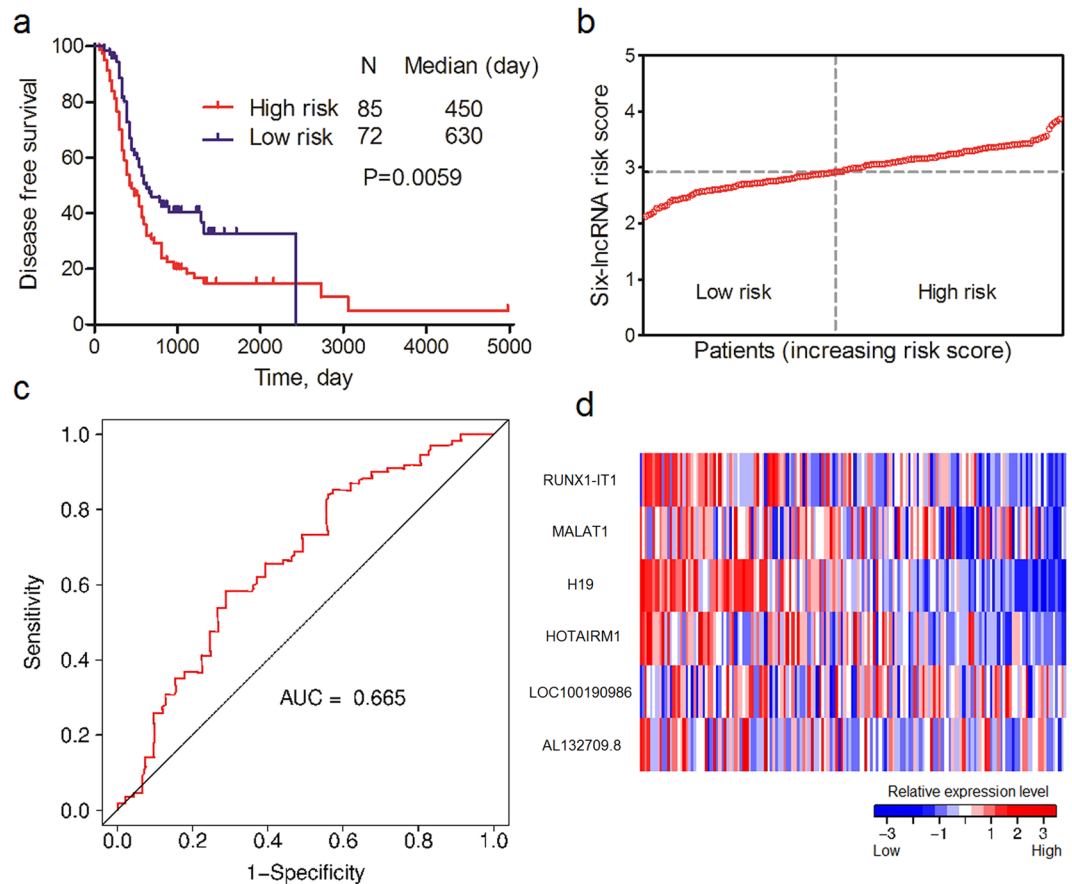 a
Disease free survival
100
80
60
40
20
0
N Median (day)
High risk 85 450
Low risk 72 630
P=0.0059
0 1000 2000 3000 4000 5000
Time, day
b
Six-lncRNA risk score
5
4
3
2
1
0
Low risk High risk
Patients (increasing risk score)
c
Sensitivity
1.0
0.8
0.6
0.4
0.2
0.0
AUC = 0.665
0.0 0.2 0.4 0.6 0.8 1.0
1-Specificity
d
RUNX1-IT1
MALAT1
H19
HOTAIRM1
LOC100190986
AL132709.8
Relative expression level
-3 -1 1 2 3
Low High